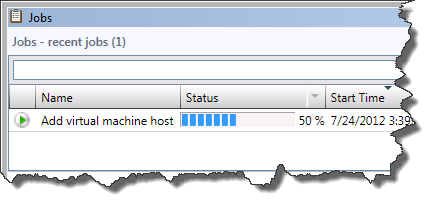 Jobs
Jobs - recent jobs (1)
Name Status Start Time
Add virtual machine host 50 % 7/24/2012 3:39